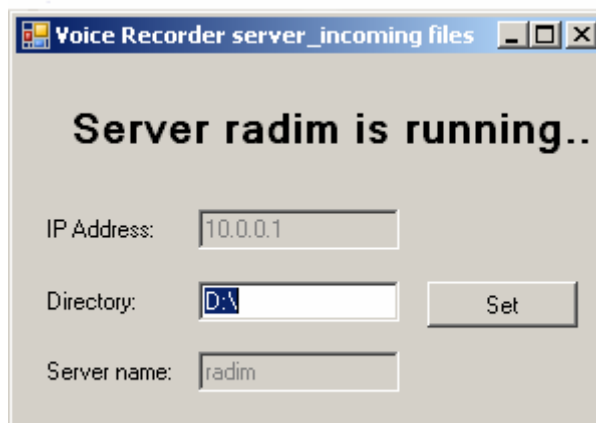 Voice Recorder server_incoming files
Server radim is running..
IP Address: 10.0.0.1
Directory: D:\ Set
Server name: radim